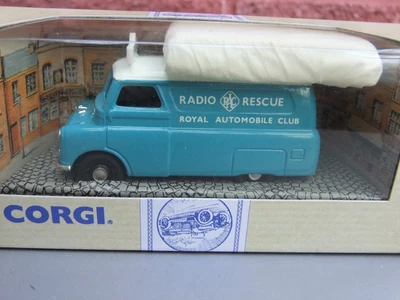 RADIO RAC RESCUE
ROYAL AUTOMOBILE CLUB
CORGI®